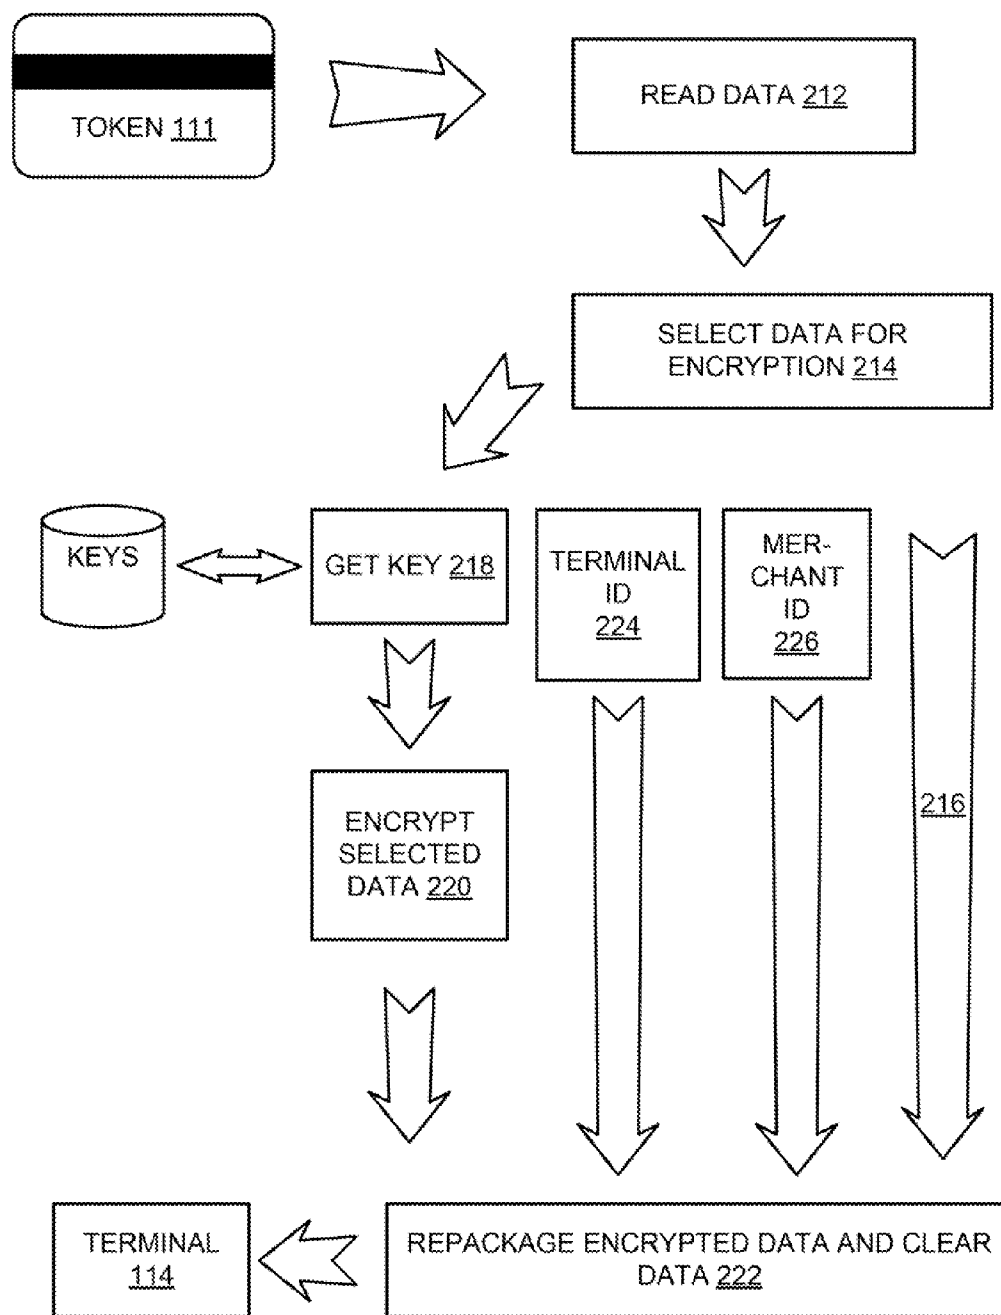 TOKEN 111
READ DATA 212
SELECT DATA FOR
ENCRYPTION 214
KEYS
GET KEY 218
TERMINAL
ID
224
MER-
CHANT
ID
226
216
ENCRYPT
SELECTED
DATA 220
TERMINAL
114
REPACKAGE ENCRYPTED DATA AND CLEAR
DATA 222